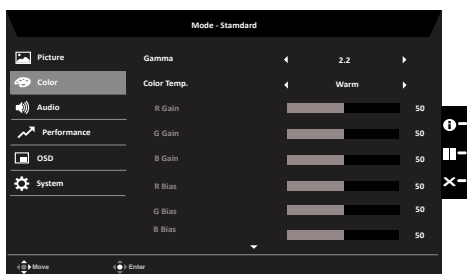 Mode - Standard
Picture
Gamma 2.2
Color
Color Temp. Warm
Audio
R Gain 50
Performance
G Gain 50
OSD
B Gain 50
System
R Bias 50
G Bias 50
B Bias 50
Move Enter